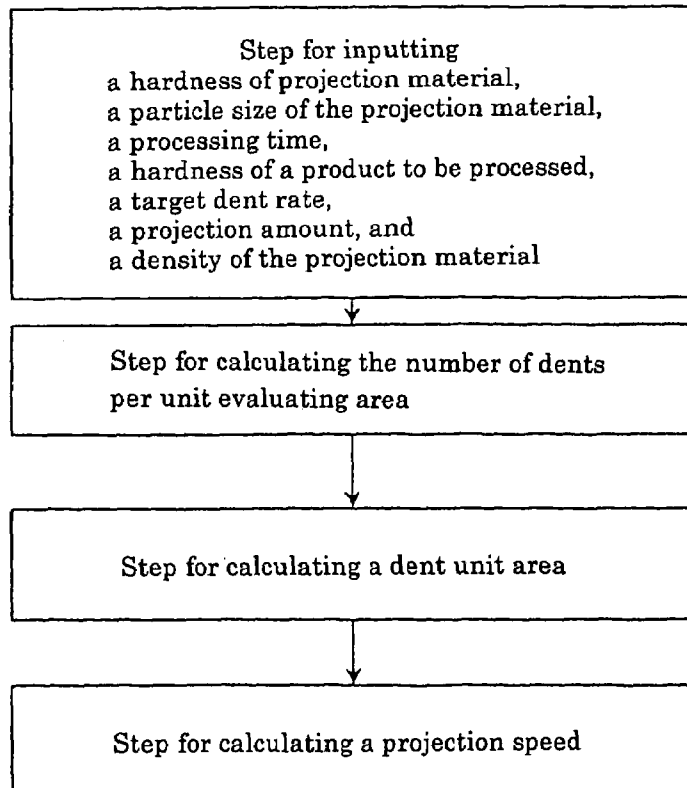 Step for inputting
a hardness of projection material,
a particle size of the projection material,
a processing time,
a hardness of a product to be processed,
a target dent rate,
a projection amount, and
a density of the projection material
Step for calculating the number of dents
per unit evaluating area
Step for calculating a dent unit area
Step for calculating a projection speed